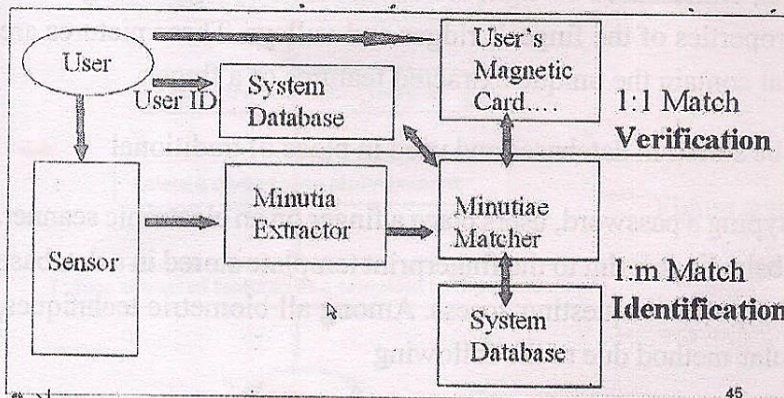 User
User ID
System
Database
User's
Magnetic
Card.....
1:1 Match
Verification
Sensor
Minutia
Extractor
Minutiae
Matcher
1:m Match
Identification
System
Database
45